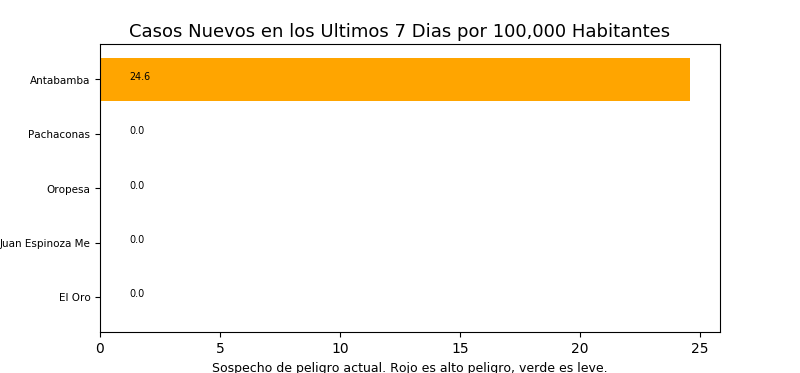 Casos Nuevos en los Ultimos 7 Dias por 100,000 Habitantes
Antabamba 24.6
Pachaconas 0.0
Oropesa 0.0
Juan Espinoza Me 0.0
El Oro 0.0
0 5 10 15 20 25
Sospecho de peligro actual. Rojo es alto peligro, verde es leve.